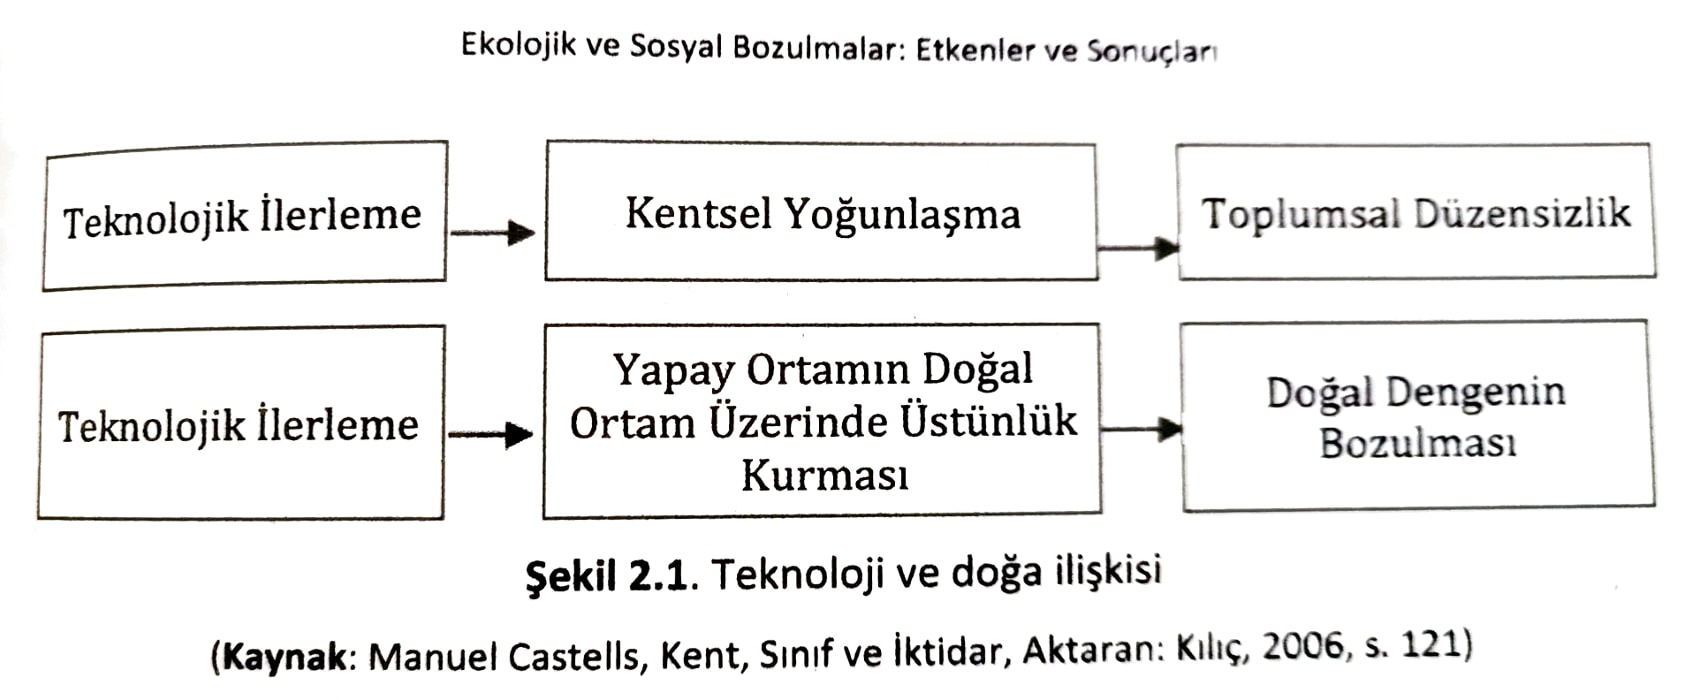 Ekolojik ve Sosyal Bozulmalar: Etkenler ve Sonuçları
Teknolojik İlerleme
Kentsel Yoğunlaşma
Toplumsal Düzensizlik
Teknolojik İlerleme
Yapay Ortamın Doğal
Ortam Üzerinde Üstünlük
Kurması
Doğal Dengenin
Bozulması
Şekil 2.1. Teknoloji ve doğa ilişkisi
(Kaynak: Manuel Castells, Kent, Sınıf ve İktidar, Aktaran: Kılıç, 2006, s. 121)